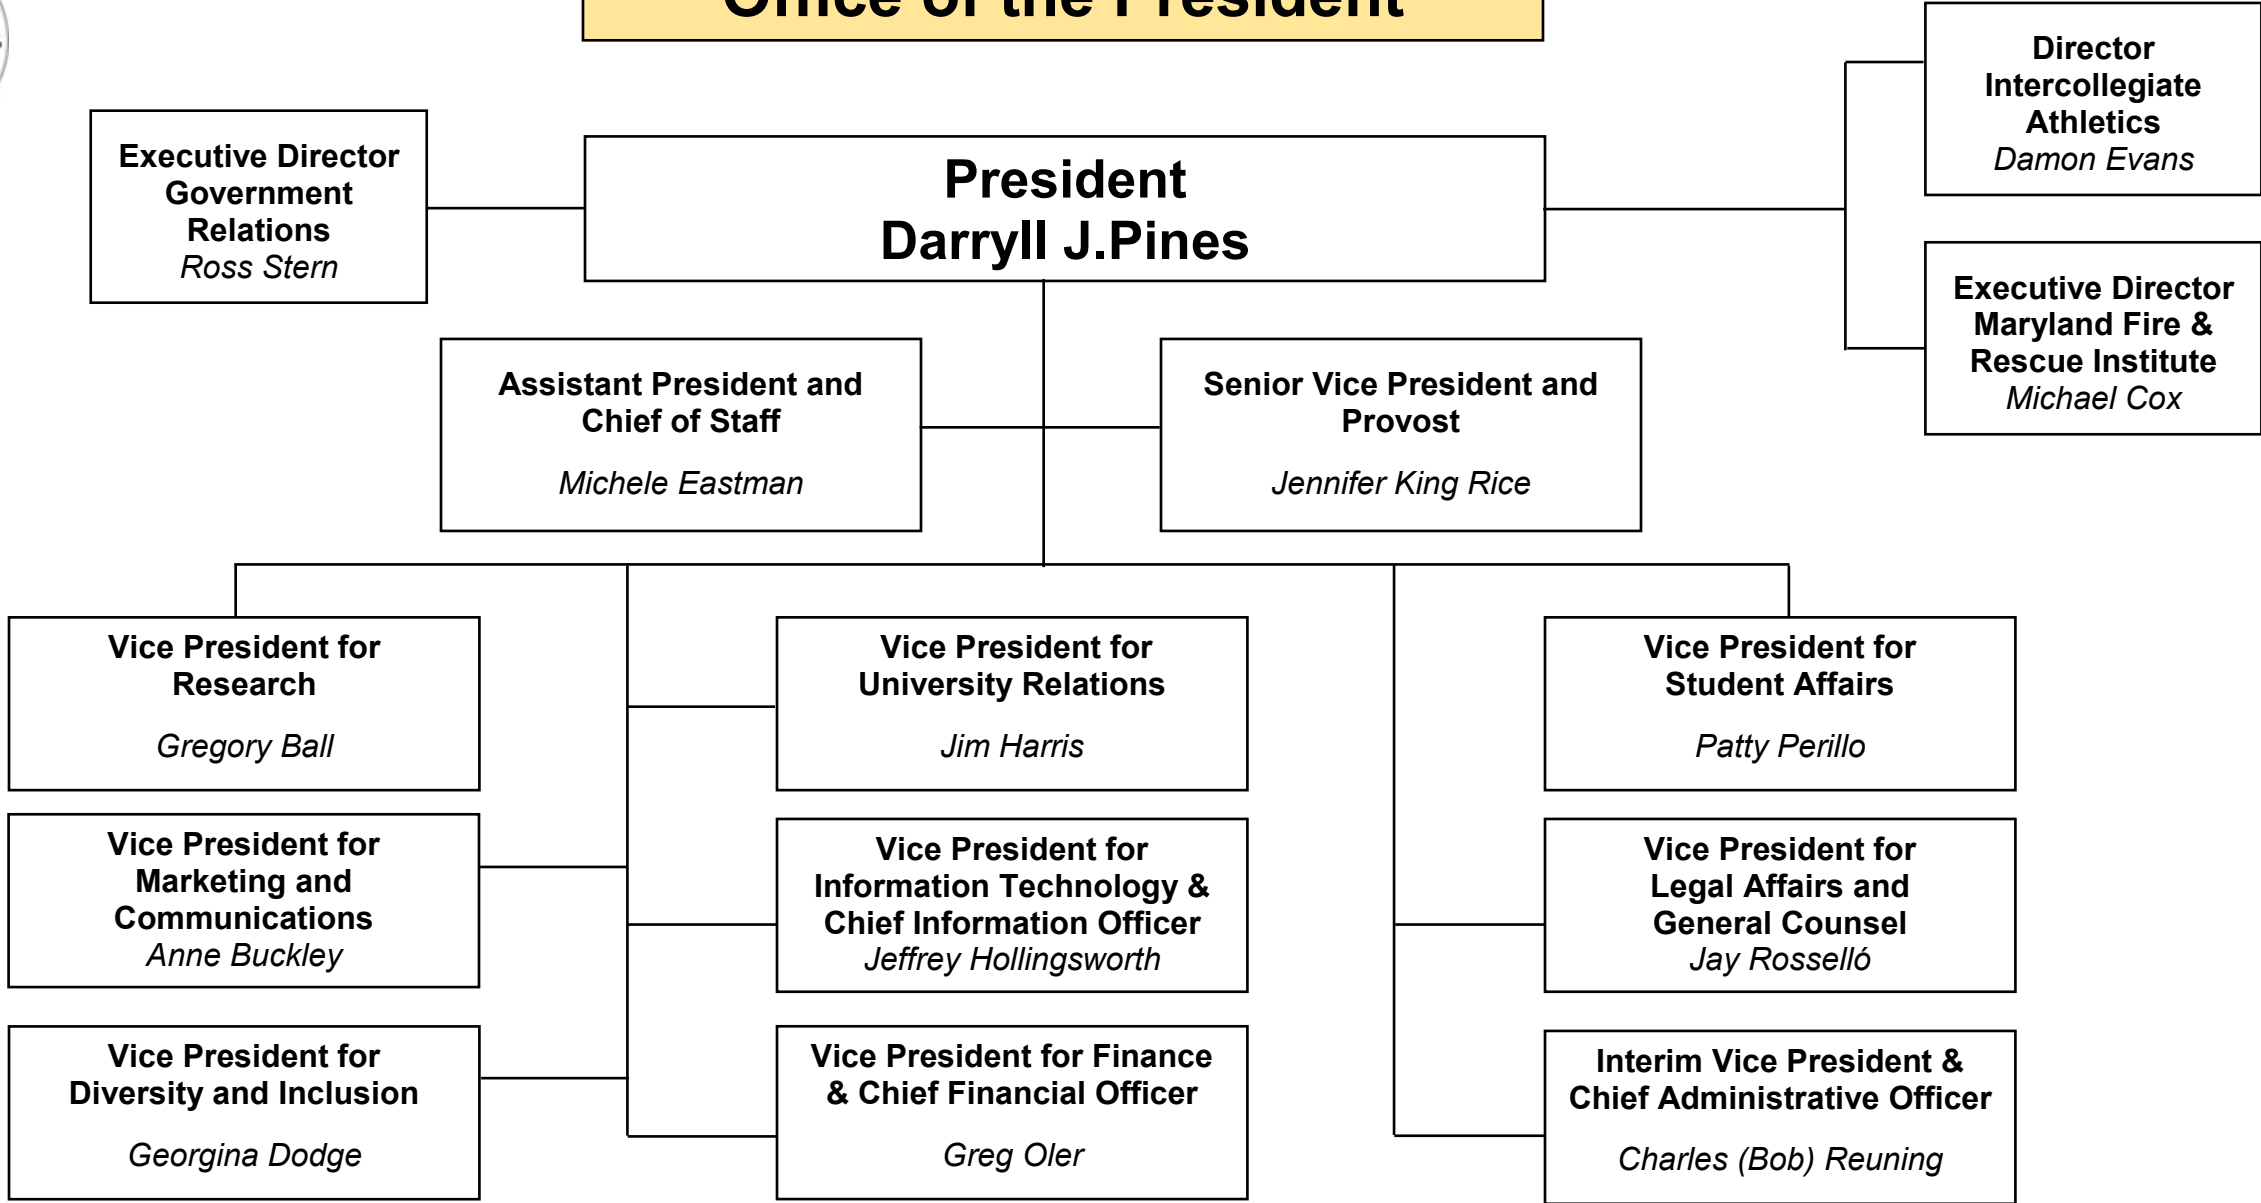 Office of the President
Director
Intercollegiate
Athletics
Damon Evans
Executive Director
Government
Relations
Ross Stern
President
Darryll J.Pines
Executive Director
Maryland Fire &
Rescue Institute
Michael Cox
Assistant President and
Chief of Staff
Michele Eastman
Senior Vice President and
Provost
Jennifer King Rice
Vice President for
Research
Gregory Ball
Vice President for
University Relations
Jim Harris
Vice President for
Student Affairs
Patty Perillo
Vice President for
Marketing and
Communications
Anne Buckley
Vice President for
Information Technology &
Chief Information Officer
Jeffrey Hollingsworth
Vice President for
Legal Affairs and
General Counsel
Jay Rosselló
Vice President for
Diversity and Inclusion
Georgina Dodge
Vice President for Finance
& Chief Financial Officer
Greg Oler
Interim Vice President &
Chief Administrative Officer
Charles (Bob) Reuning